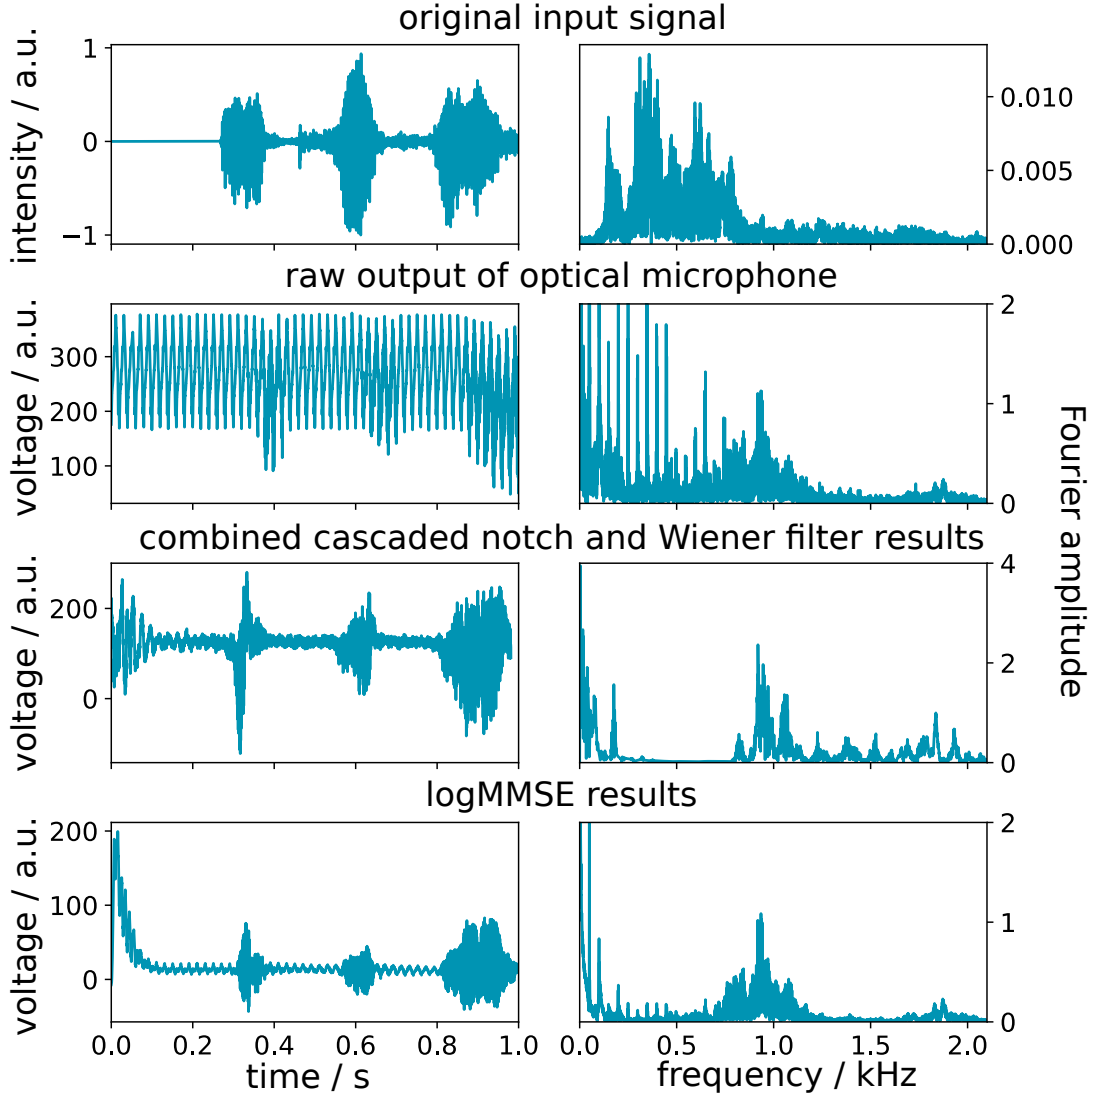 original input signal
intensity / a.u.
1
0
−1
0.010
0.005
0.000
raw output of optical microphone
voltage / a.u.
300
200
100
2
1
0
Fourier amplitude
combined cascaded notch and Wiener filter results
voltage / a.u.
200
0
4
2
0
logMMSE results
voltage / a.u.
200
100
0
2
1
0
0.0 0.2 0.4 0.6 0.8 1.0
0.0 0.5 1.0 1.5 2.0
time / s
frequency / kHz